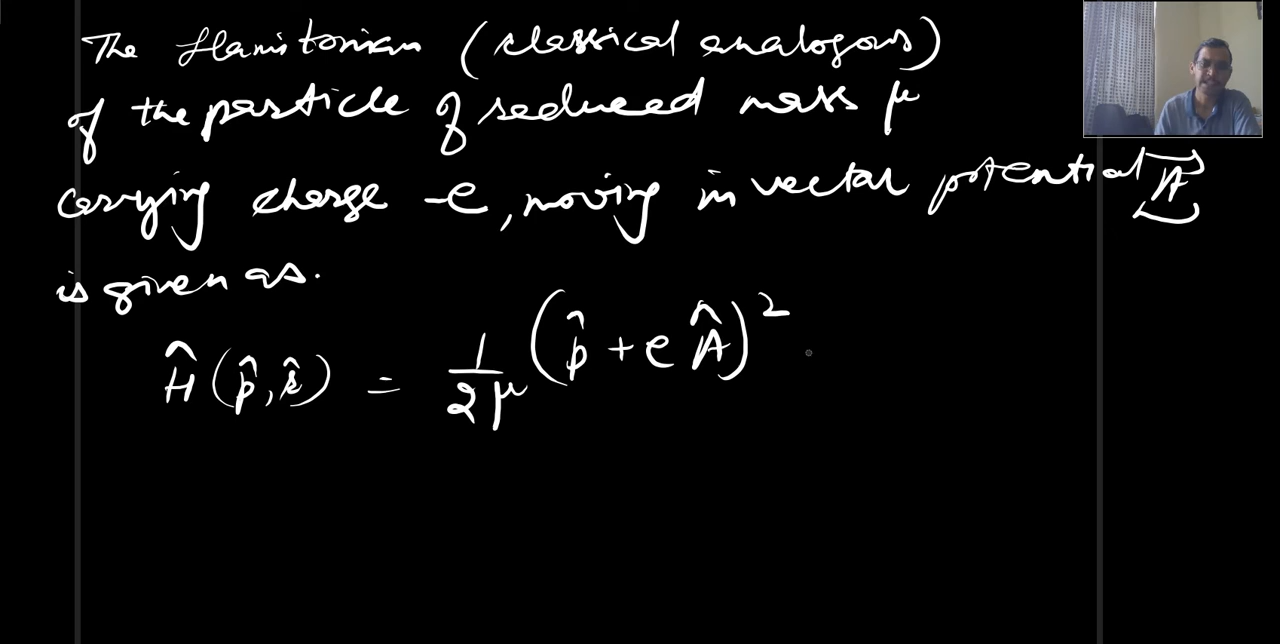 The Hamiltonian (classical analogous)
of the particle of reduced mass μ
carrying charge -e, moving in vector potential A⃗
is given as.
Ĥ(p̂, r̂) = 1/2μ (p̂ + e Â)²